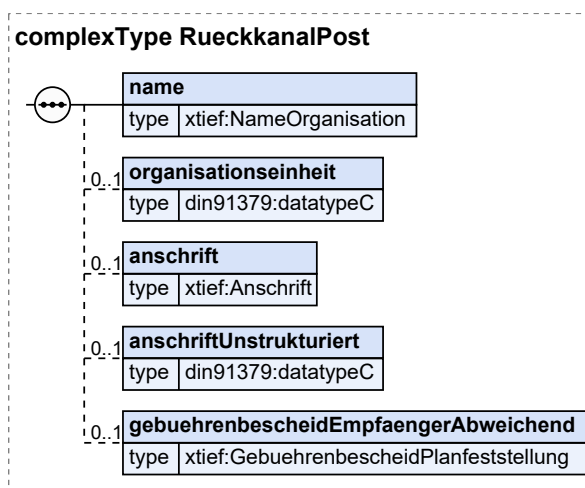 complexType RueckkanalPost
name
type xtief:NameOrganisation
0..1 organisationseinheit
type din91379:datatypeC
0..1 anschrift
type xtief:Anschrift
0..1 anschriftUnstrukturiert
type din91379:datatypeC
0..1 gebuehrenbescheidEmpfaengerAbweichend
type xtief:GebuehrenbescheidPlanfeststellung